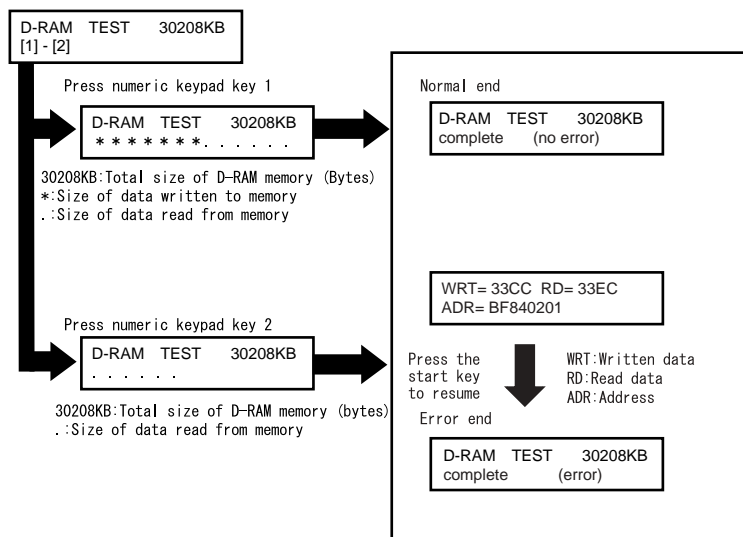 D-RAM TEST 30208KB
[1] - [2]
Press numeric keypad key 1
D-RAM TEST 30208KB
* * * * * * * . . . . . .
30208KB:Total size of D-RAM memory (Bytes)
*:Size of data written to memory
.:Size of data read from memory
Press numeric keypad key 2
D-RAM TEST 30208KB
. . . . . .
30208KB:Total size of D-RAM memory (bytes)
.:Size of data read from memory
Normal end
D-RAM TEST 30208KB
complete (no error)
WRT= 33CC RD= 33EC
ADR= BF840201
Press the
start key
to resume
WRT:Written data
RD:Read data
ADR:Address
Error end
D-RAM TEST 30208KB
complete (error)